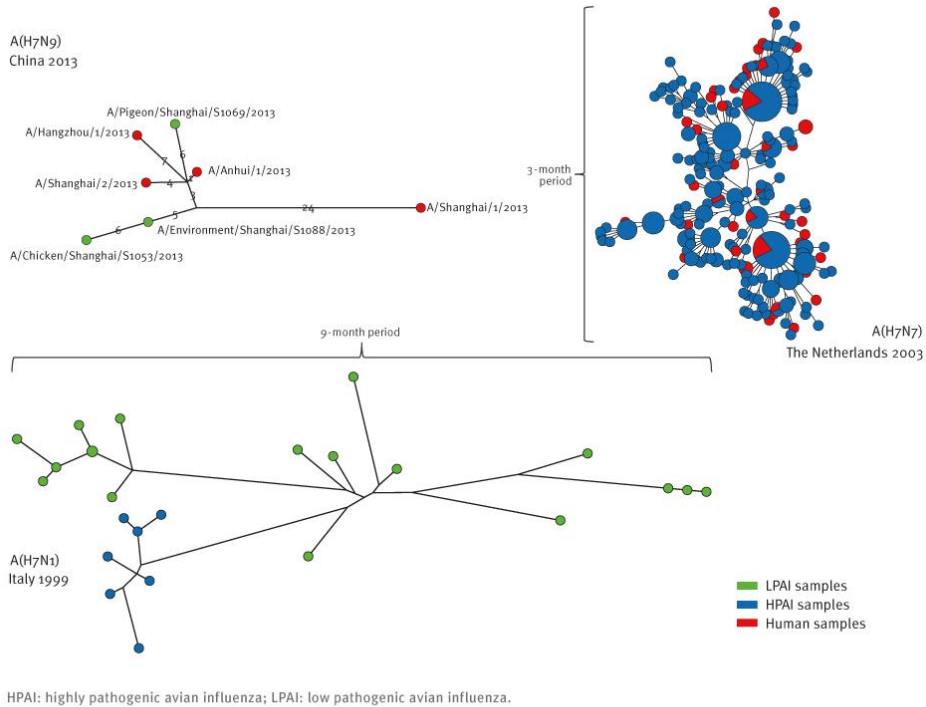 A(H7N9)
China 2013
A/Pigeon/Shanghai/S1069/2013
A/Hangzhou/1/2013
6
7
A/Anhui/1/2013
1
A/Shanghai/2/2013
4
3
24
A/Shanghai/1/2013
5
A/Environment/Shanghai/S1088/2013
6
A/Chicken/Shanghai/S1053/2013
3-month
period
A(H7N7)
The Netherlands 2003
9-month period
A(H7N1)
Italy 1999
LPAI samples
HPAI samples
Human samples
HPAI: highly pathogenic avian influenza; LPAI: low pathogenic avian influenza.